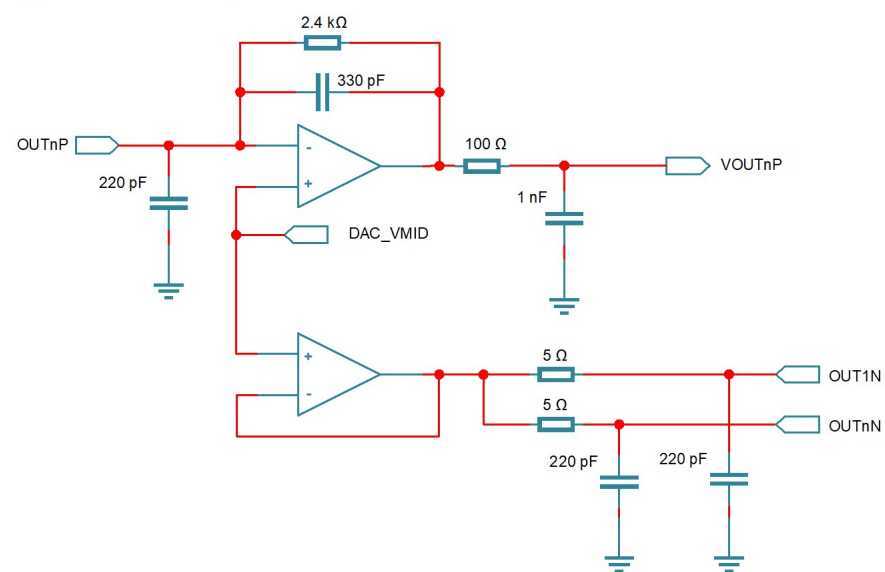 2.4 kΩ
330 pF
OUTnP
-
+
100 Ω
VOUTnP
220 pF
1 nF
DAC_VMID
+
-
5 Ω
OUT1N
5 Ω
OUTnN
220 pF
220 pF